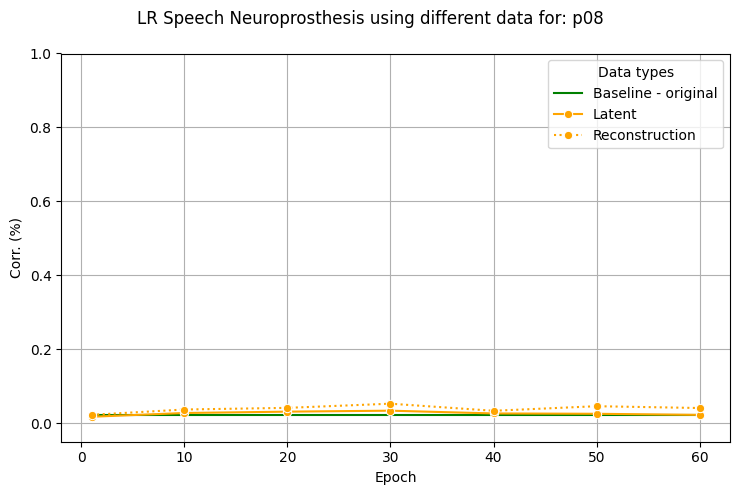 LR Speech Neuroprosthesis using different data for: p08
Data types
Baseline - original
Latent
Reconstruction
Corr. (%)
1.0
0.8
0.6
0.4
0.2
0.0
0 10 20 30 40 50 60
Epoch